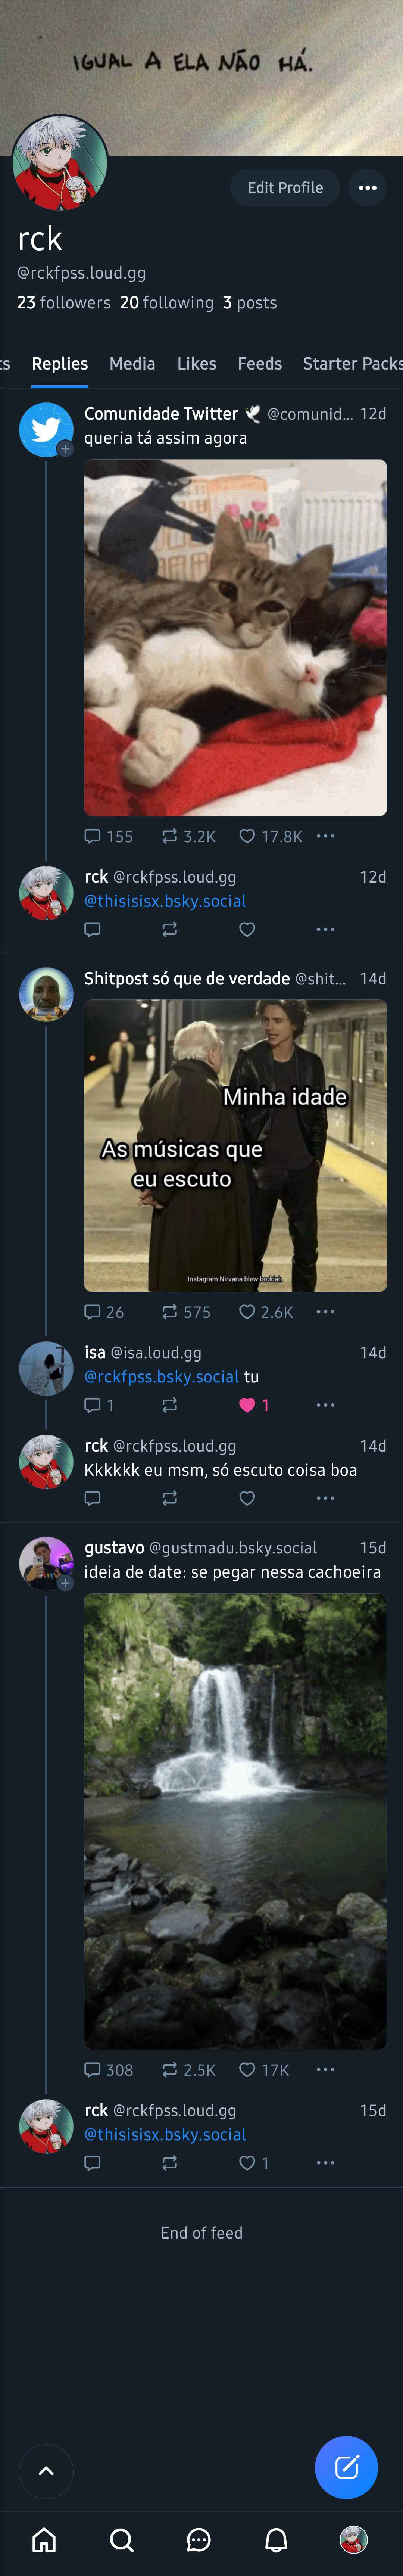 IGUAL A ELA NÃO HÁ.
Edit Profile
rck
@rckfpss.loud.gg
23 followers 20 following 3 posts
ts Replies Media Likes Feeds Starter Packs
Comunidade Twitter 🕊 @comunid... 12d
queria tá assim agora
155 3.2K 17.8K
rck @rckfpss.loud.gg 12d
@thisisisx.bsky.social
Shitpost só que de verdade @shit... 14d
Minha idade
As músicas que
eu escuto
Instagram Nirvana blew boddah
26 575 2.6K
isa @isa.loud.gg 14d
@rckfpss.bsky.social tu
1 1
rck @rckfpss.loud.gg 14d
Kkkkkk eu msm, só escuto coisa boa
gustavo @gustmadu.bsky.social 15d
ideia de date: se pegar nessa cachoeira
308 2.5K 17K
rck @rckfpss.loud.gg 15d
@thisisisx.bsky.social
1
End of feed